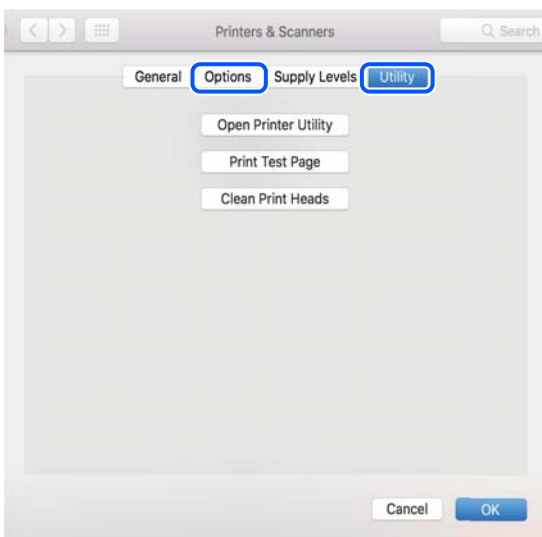 Printers & Scanners
Search
General Options Supply Levels Utility
Open Printer Utility
Print Test Page
Clean Print Heads
Cancel OK